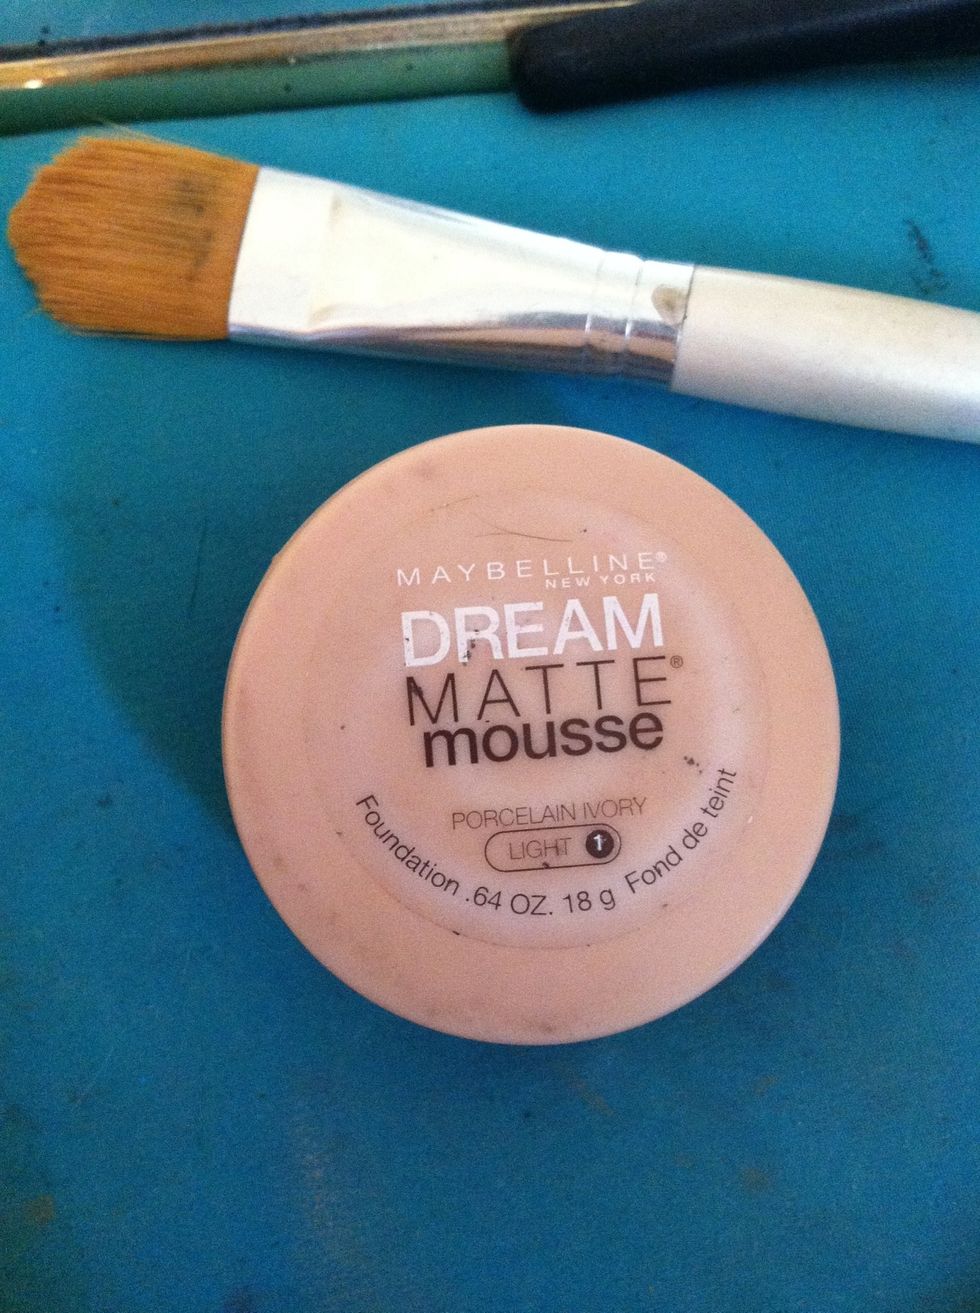 MAYBELLINE®
NEW YORK
DREAM
MATTE®
mousse
PORCELAIN IVORY
LIGHT 1
Foundation .64 OZ. 18 g Fond de teint